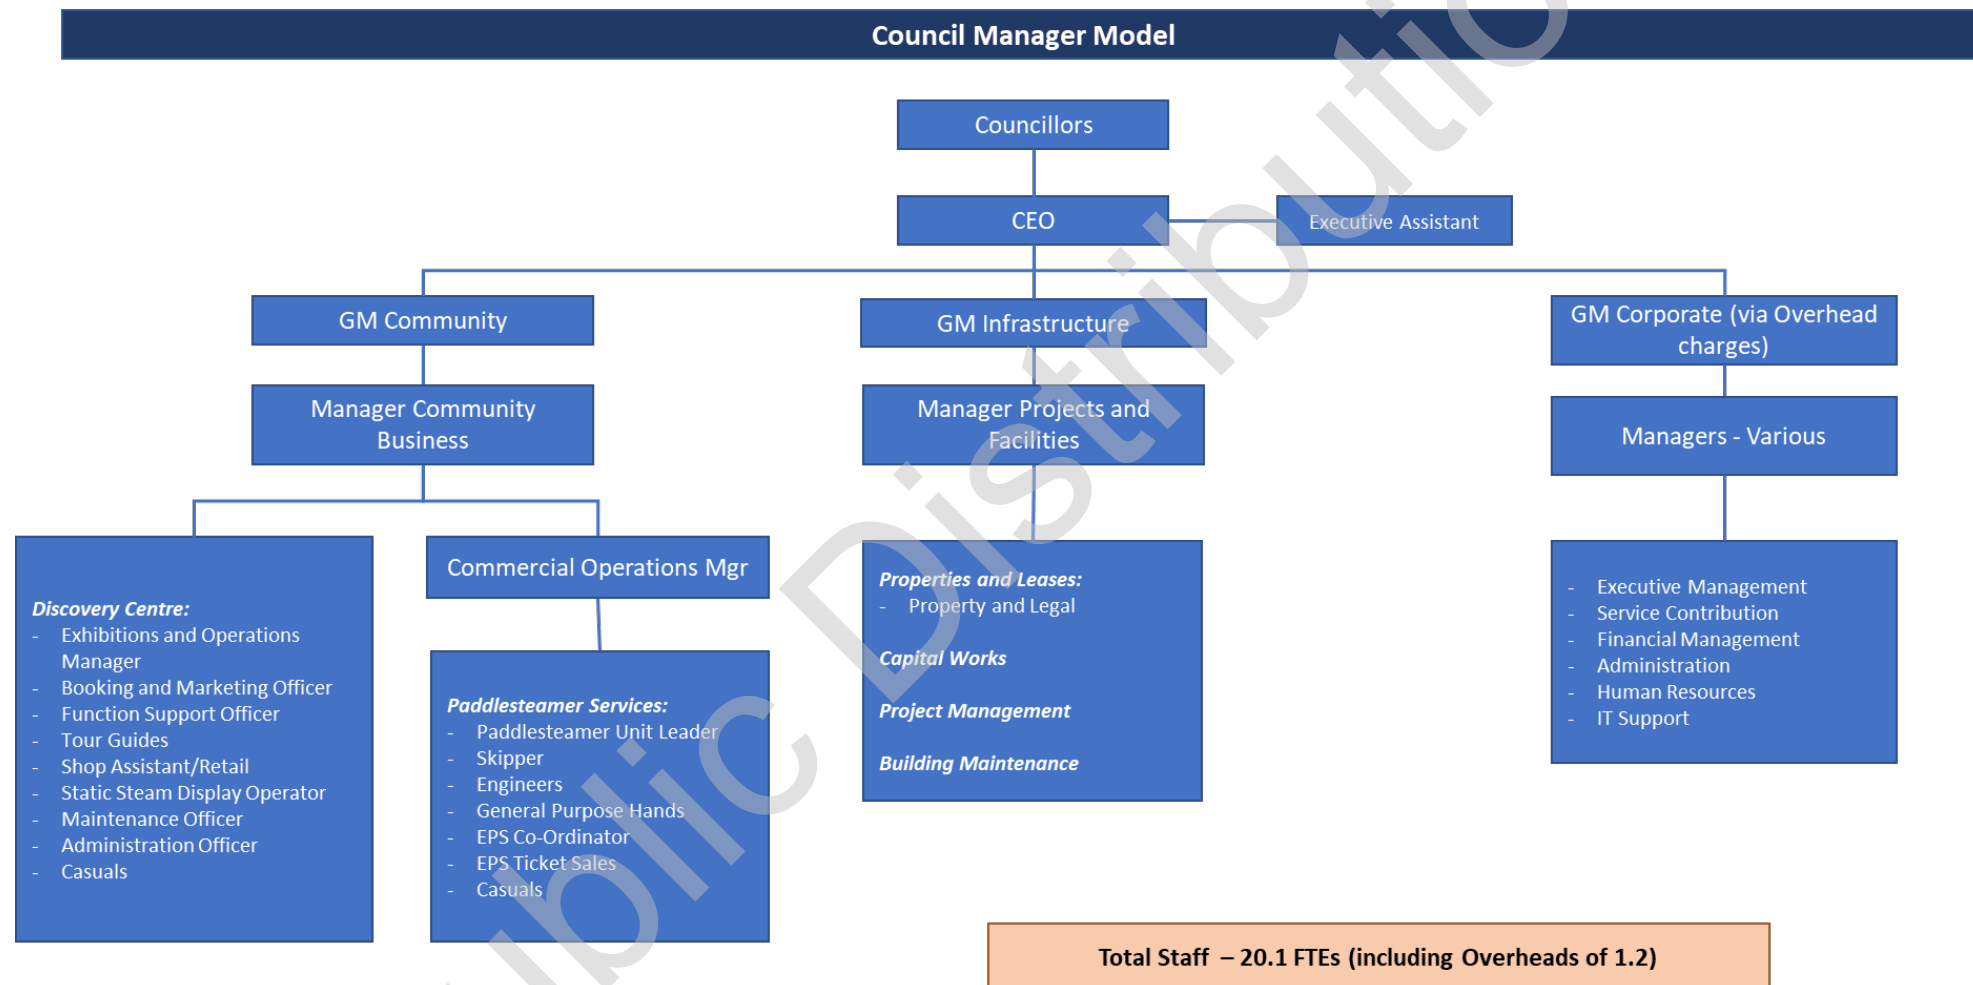 Council Manager Model
Councillors
CEO
Executive Assistant
GM Community
GM Infrastructure
GM Corporate (via Overhead
charges)
Manager Community
Business
Manager Projects and
Facilities
Managers - Various
Discovery Centre:
- Exhibitions and Operations
Manager
- Booking and Marketing Officer
- Function Support Officer
- Tour Guides
- Shop Assistant/Retail
- Static Steam Display Operator
- Maintenance Officer
- Administration Officer
- Casuals
Commercial Operations Mgr
Paddlesteamer Services:
- Paddlesteamer Unit Leader
- Skipper
- Engineers
- General Purpose Hands
- EPS Co-Ordinator
- EPS Ticket Sales
- Casuals
Properties and Leases:
- Property and Legal
Capital Works
Project Management
Building Maintenance
- Executive Management
- Service Contribution
- Financial Management
- Administration
- Human Resources
- IT Support
Total Staff – 20.1 FTEs (including Overheads of 1.2)
ublic Distributio